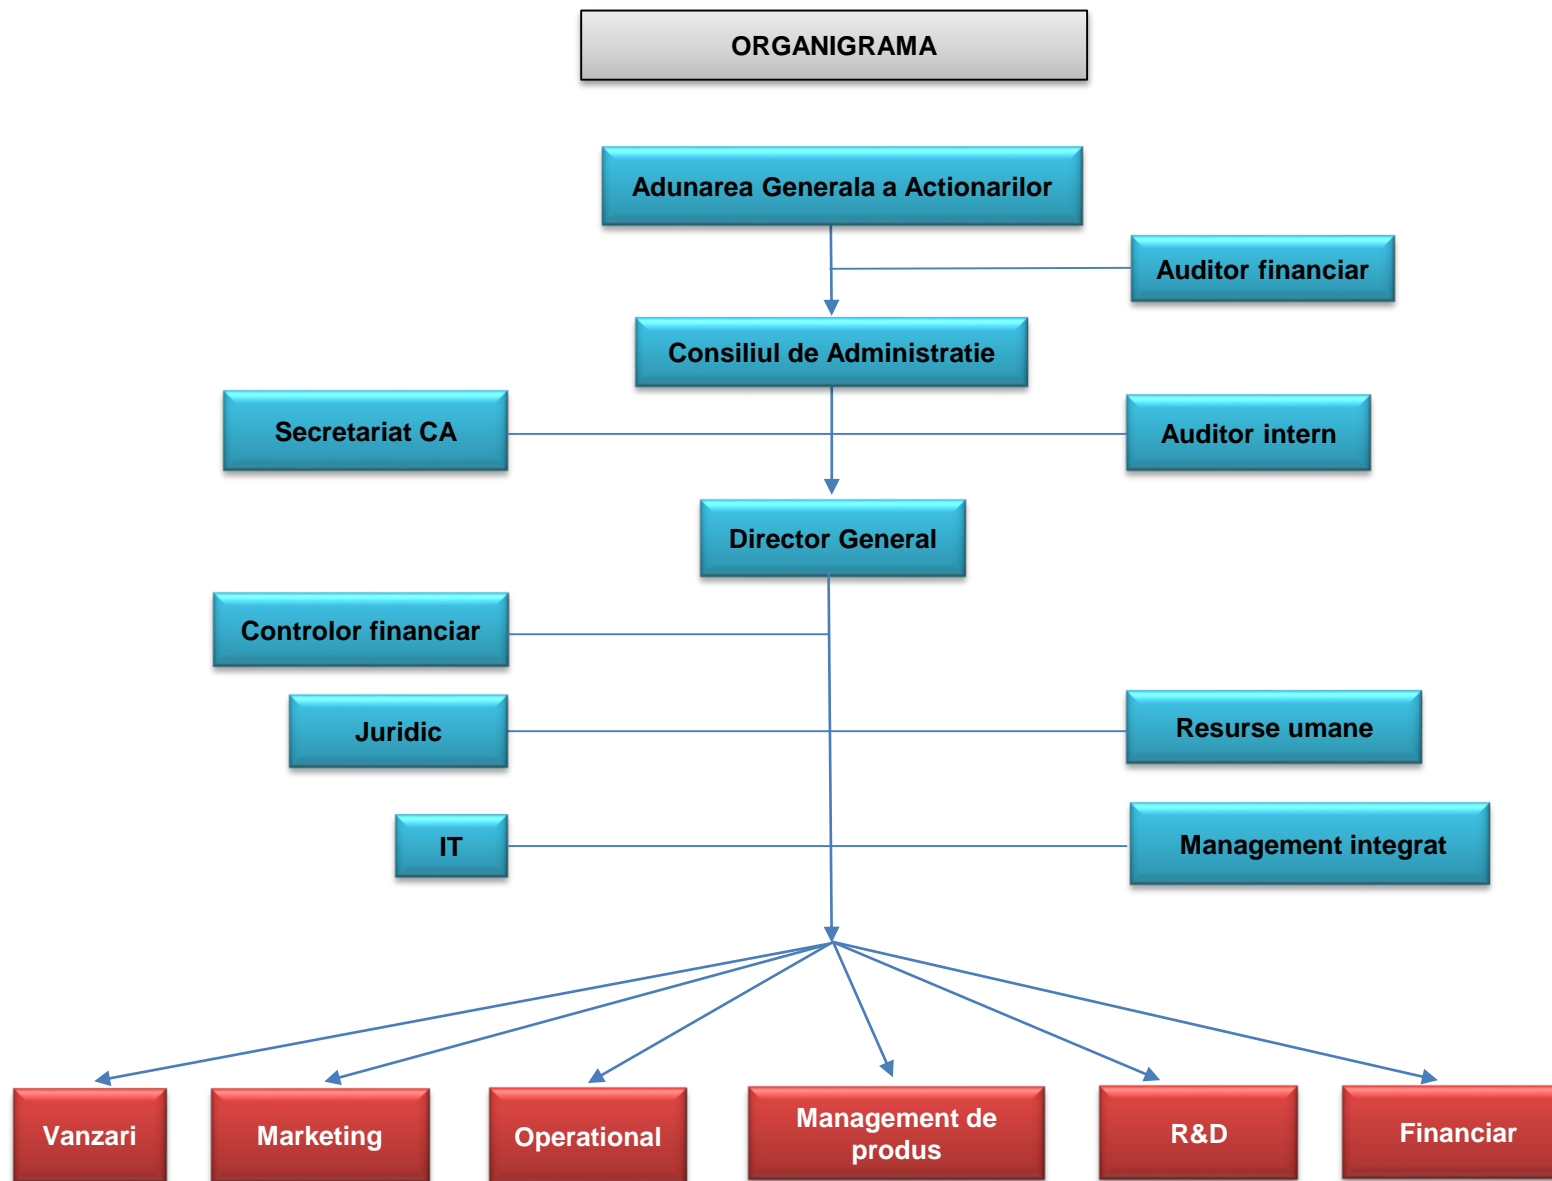 ORGANIGRAMA
Adunarea Generala a Actionarilor
Auditor financiar
Consiliul de Administratie
Secretariat CA
Auditor intern
Director General
Controlor financiar
Juridic
Resurse umane
IT
Management integrat
Vanzari
Marketing
Operational
Management de
produs
R&D
Financiar